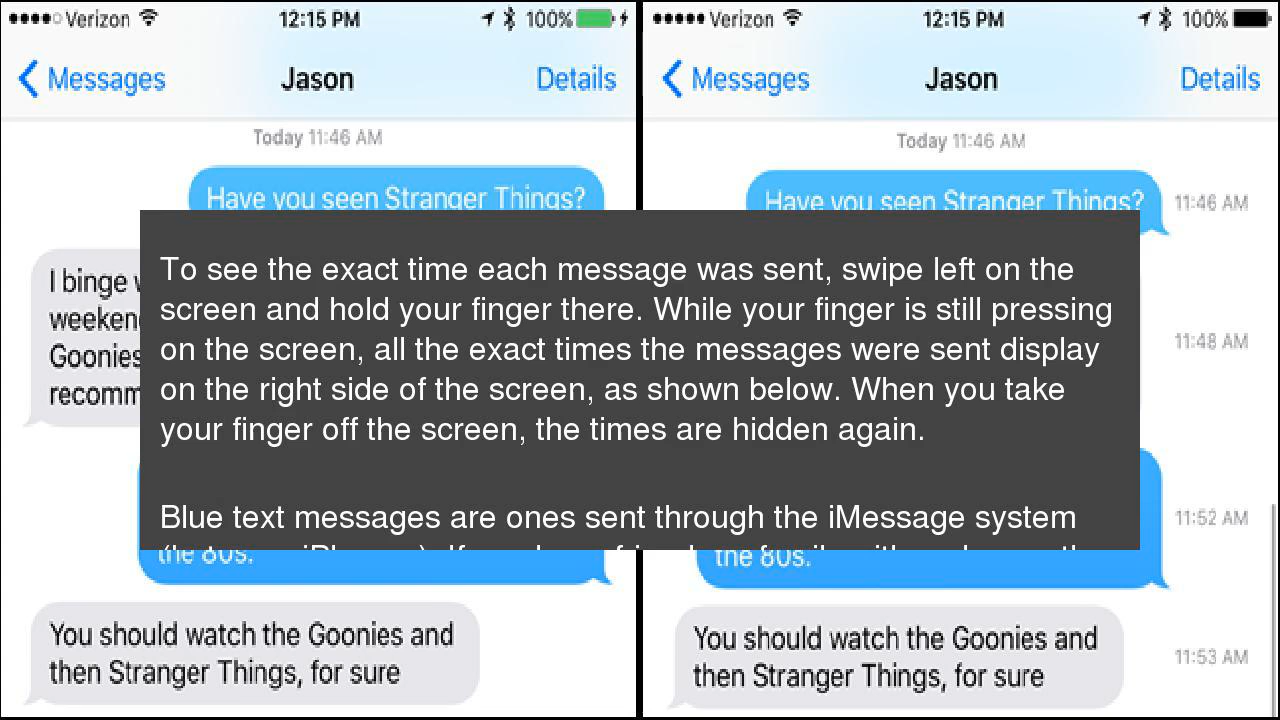 Verizon 12:15 PM 100%
Messages Jason Details
Today 11:46 AM
Have you seen Stranger Things?
I binge
weeken
Goonies
recomm
the 80s.
You should watch the Goonies and
then Stranger Things, for sure
Verizon 12:15 PM 100%
Messages Jason Details
Today 11:46 AM
Have you seen Stranger Things? 11:46 AM
11:48 AM
11:52 AM
the 80s.
You should watch the Goonies and
then Stranger Things, for sure
11:53 AM
To see the exact time each message was sent, swipe left on the
screen and hold your finger there. While your finger is still pressing
on the screen, all the exact times the messages were sent display
on the right side of the screen, as shown below. When you take
your finger off the screen, the times are hidden again.
Blue text messages are ones sent through the iMessage system